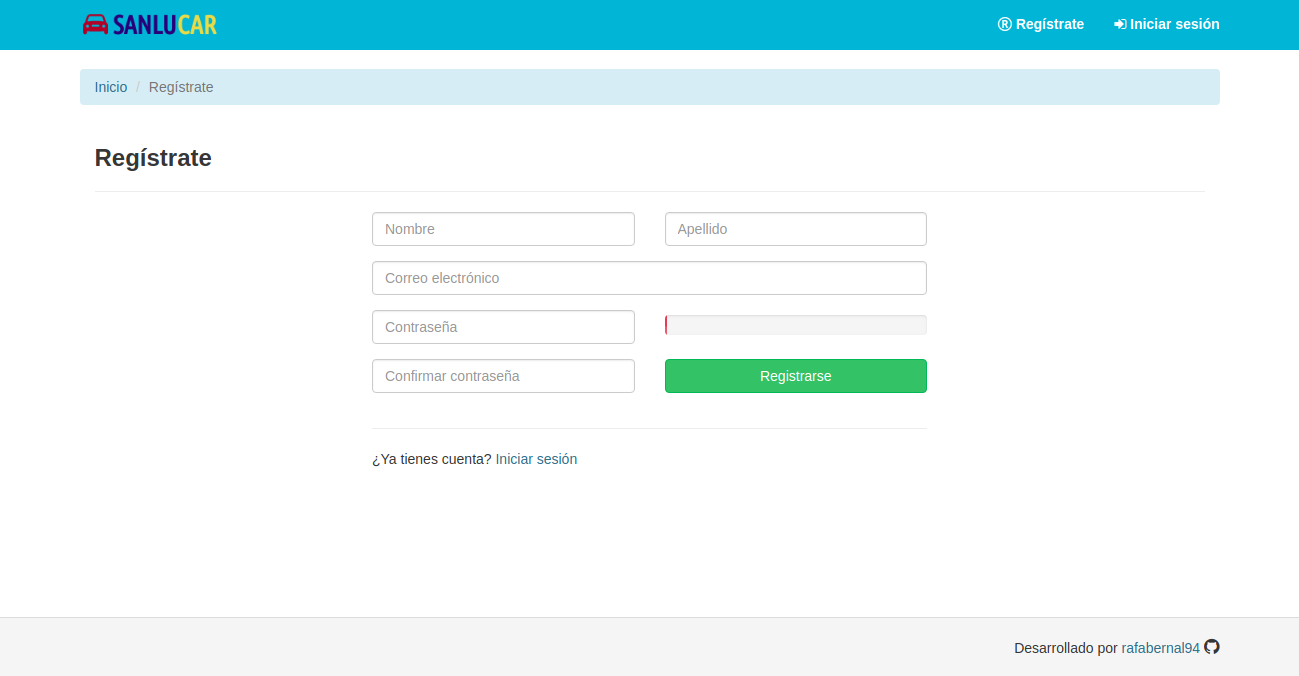 SANLUCAR
® Regístrate Iniciar sesión
Inicio / Regístrate
Regístrate
Nombre Apellido
Correo electrónico
Contraseña
Confirmar contraseña Registrarse
¿Ya tienes cuenta? Iniciar sesión
Desarrollado por rafabernal94